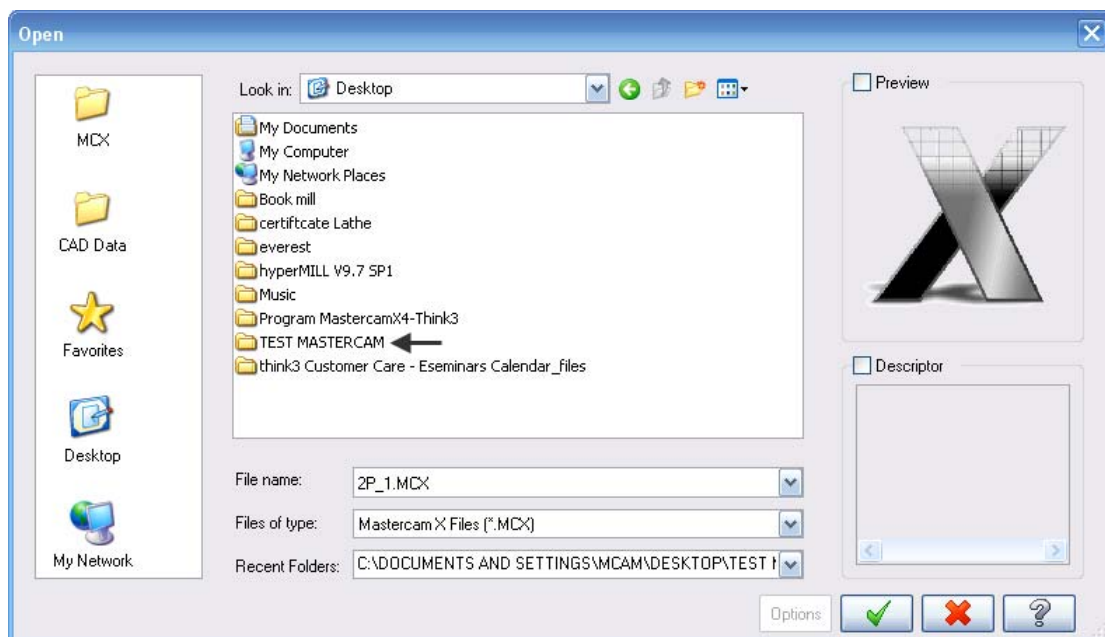 Open
MCX
CAD Data
Favorites
Desktop
My Network
Look in: Desktop
My Documents
My Computer
My Network Places
Book mill
certiftcate Lathe
everest
hyperMILL V9.7 SP1
Music
Program MastercamX4-Think3
TEST MASTERCAM
think3 Customer Care - Eseminars Calendar_files
File name: 2P_1.MCX
Files of type: Mastercam X Files (*.MCX)
Recent Folders: C:\DOCUMENTS AND SETTINGS\MCAM\DESKTOP\TEST
Preview
Descriptor
Options